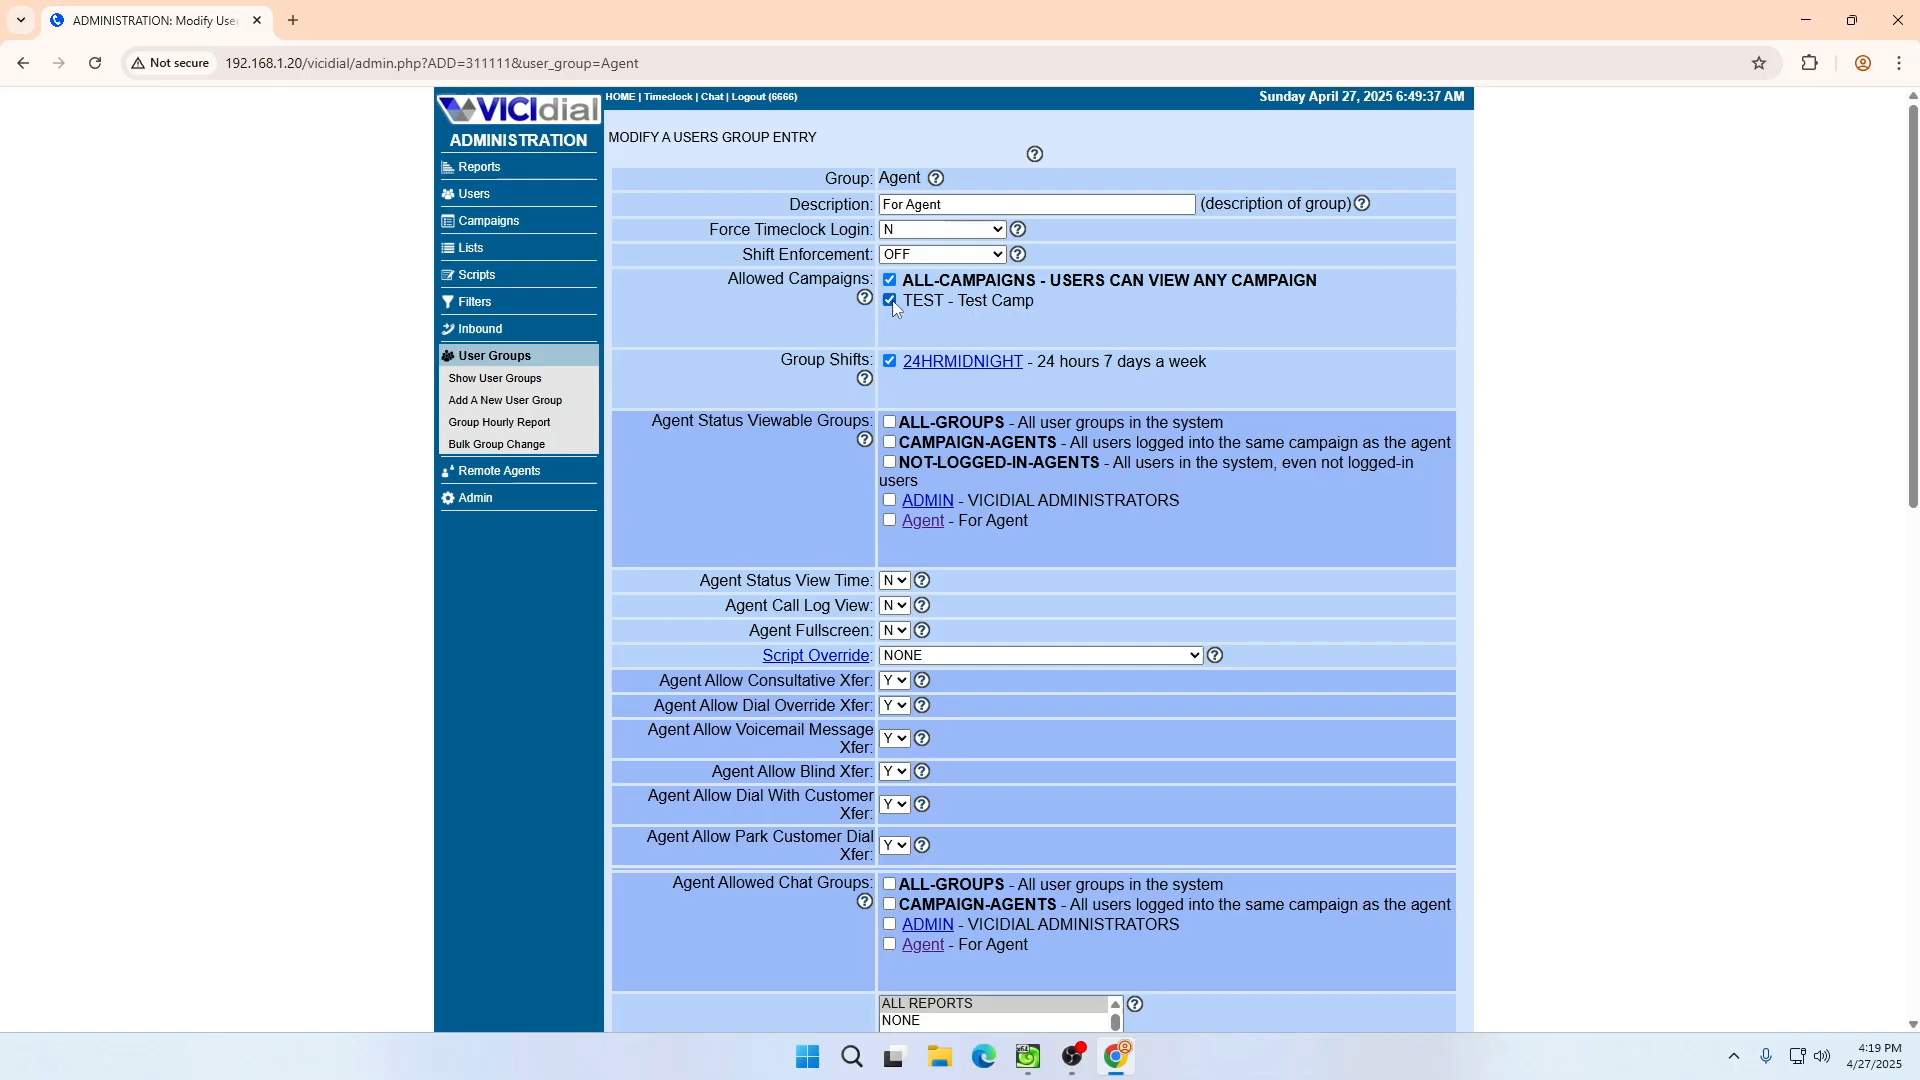 ADMINISTRATION: Modify Use
Not secure
192.168.1.20/vicidial/admin.php?ADD=311111&user_group=Agent
VICIdial
HOME | Timeclock | Chat | Logout (6666)
Sunday April 27, 2025 6:49:37 AM
ADMINISTRATION
Reports
Users
Campaigns
Lists
Scripts
Filters
Inbound
User Groups
Show User Groups
Add A New User Group
Group Hourly Report
Bulk Group Change
Remote Agents
Admin
MODIFY A USERS GROUP ENTRY
Group: Agent
Description: For Agent (description of group)
Force Timeclock Login: N
Shift Enforcement: OFF
Allowed Campaigns: ALL-CAMPAIGNS - USERS CAN VIEW ANY CAMPAIGN
TEST - Test Camp
Group Shifts: 24HRMIDNIGHT - 24 hours 7 days a week
Agent Status Viewable Groups: ALL-GROUPS - All user groups in the system
CAMPAIGN-AGENTS - All users logged into the same campaign as the agent
NOT-LOGGED-IN-AGENTS - All users in the system, even not logged-in
users
ADMIN - VICIDIAL ADMINISTRATORS
Agent - For Agent
Agent Status View Time: N
Agent Call Log View: N
Agent Fullscreen: N
Script Override: NONE
Agent Allow Consultative Xfer: Y
Agent Allow Dial Override Xfer: Y
Agent Allow Voicemail Message
Xfer: Y
Agent Allow Blind Xfer: Y
Agent Allow Dial With Customer
Xfer: Y
Agent Allow Park Customer Dial
Xfer: Y
Agent Allowed Chat Groups: ALL-GROUPS - All user groups in the system
CAMPAIGN-AGENTS - All users logged into the same campaign as the agent
ADMIN - VICIDIAL ADMINISTRATORS
Agent - For Agent
ALL REPORTS
NONE
4:19 PM
4/27/2025